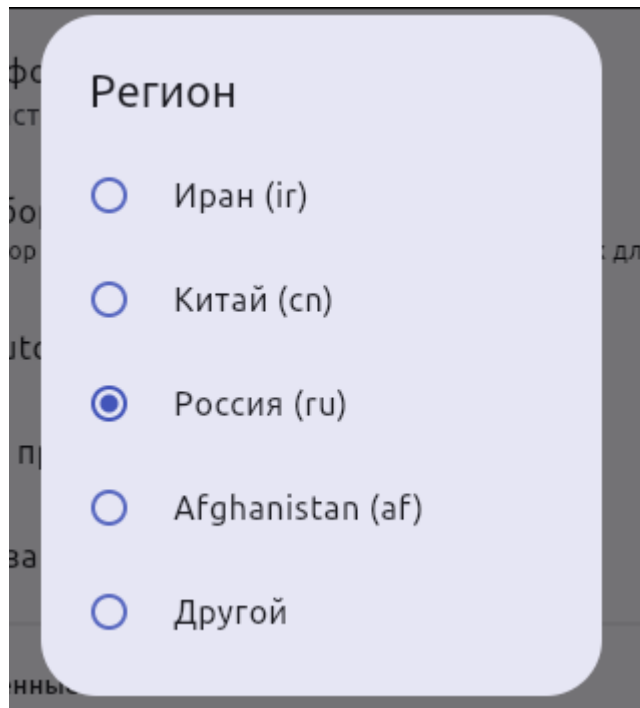 Регион
Иран (ir)
Китай (cn)
Россия (ru)
Afghanistan (af)
Другой